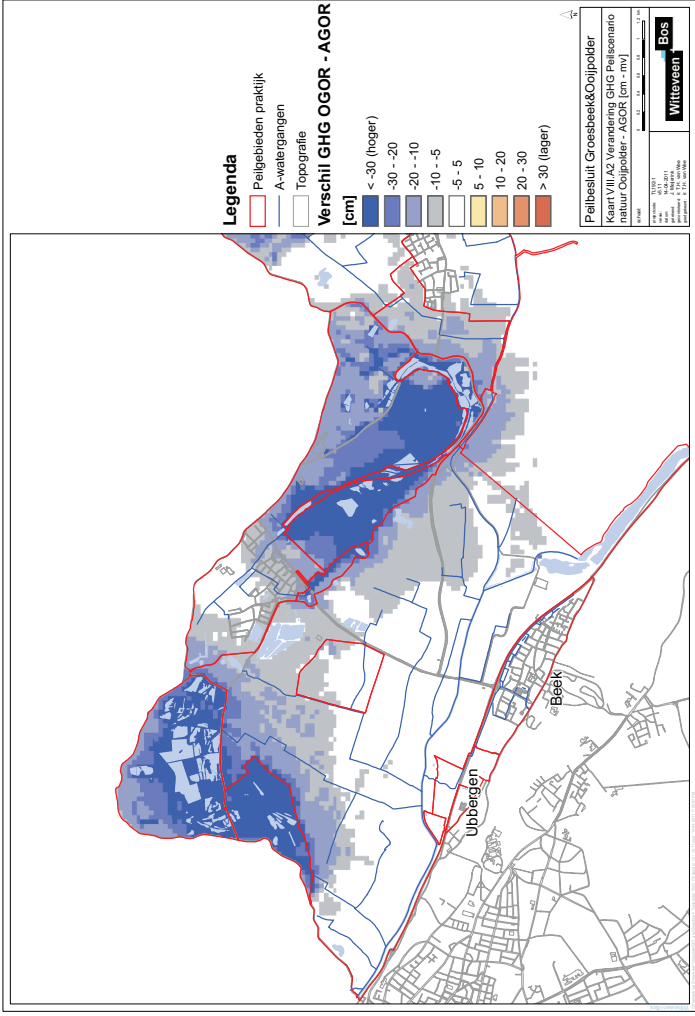 Legenda
Peilgebieden praktijk
A-watergangen
Topografie
Verschil GHG OGOR - AGOR
[cm]
< -30 (hoger)
-30 - -20
-20 - -10
-10 - -5
-5 - 5
5 - 10
10 - 20
20 - 30
> 30 (lager)
Ubbergen
Beek
N
Peilbesluit Groesbeek&Ooijpolder
Kaart VIII.A2 Verandering GHG Peilscenario
natuur Ooijpolder - AGOR [cm - mv]
Witteveen
Bos